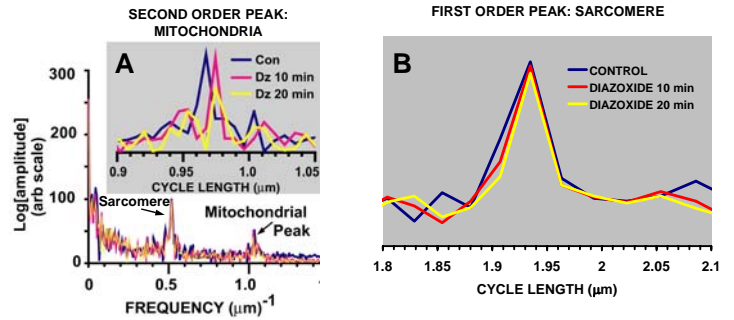 SECOND ORDER PEAK:
MITOCHONDRIA
A
Con
Dz 10 min
Dz 20 min
0.9 0.95 1.0 1.05
CYCLE LENGTH (μm)
Log[amplitude]
(arb scale)
300
200
100
0
Sarcomere
Mitochondrial
Peak
0 0.5 1.0 1
FREQUENCY (μm)-1
FIRST ORDER PEAK: SARCOMERE
B
CONTROL
DIAZOXIDE 10 min
DIAZOXIDE 20 min
1.8 1.85 1.9 1.95 2 2.05 2.1
CYCLE LENGTH (μm)